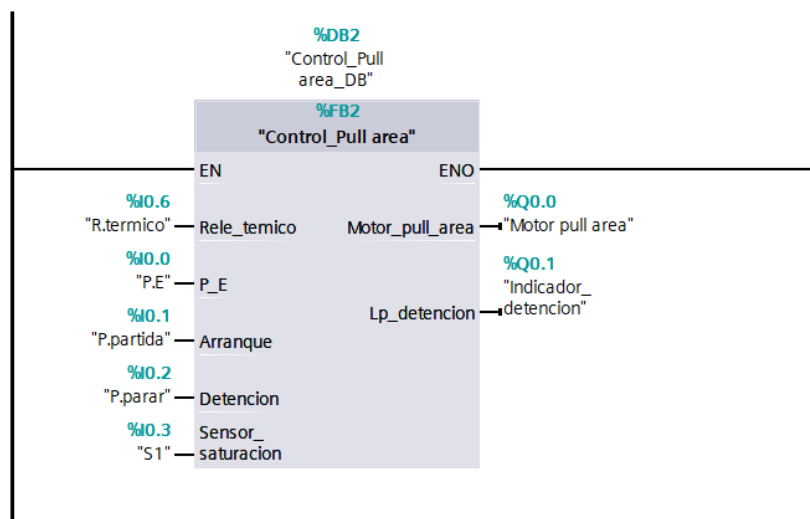 %DB2
"Control_Pull
area_DB"
%FB2
"Control_Pull area"
EN
ENO
%I0.6
"R.termico"
Rele_temico
Motor_pull_area
%Q0.0
"Motor pull area"
%I0.0
"P.E"
P_E
Lp_detencion
%Q0.1
"Indicador_
detencion"
%I0.1
"P.partida"
Arranque
%I0.2
"P.parar"
Detencion
%I0.3
"S1"
Sensor_
saturacion